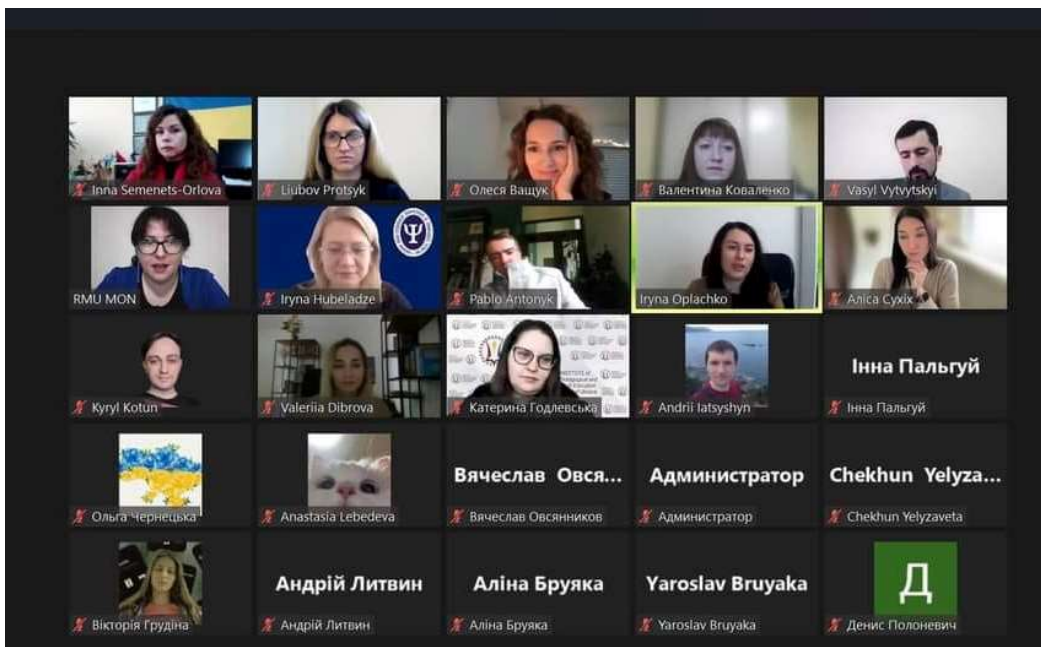 Inna Semenets-Orlova
Liubov Protsyk
Олеся Ващук
Валентина Коваленко
Vasyl Vytvytskyi
RMU MON
Iryna Hubeladze
Pablo Antonyk
Iryna Oplachko
Аліса Сухіх
Kyryl Kotun
Valeriia Dibrova
INSTITUTE of
Катерина Годлевська
Andrii Iatsyshyn
Інна Пальгуй
Інна Пальгуй
Ольга Чернецька
Anastasia Lebedeva
Вячеслав Овся...
Вячеслав Овсянников
Администратор
Администратор
Chekhun Yelyza...
Chekhun Yelyzaveta
Вікторія Грудіна
Андрій Литвин
Андрій Литвин
Аліна Бруяка
Аліна Бруяка
Yaroslav Bruyaka
Yaroslav Bruyaka
Д
Денис Полоневич